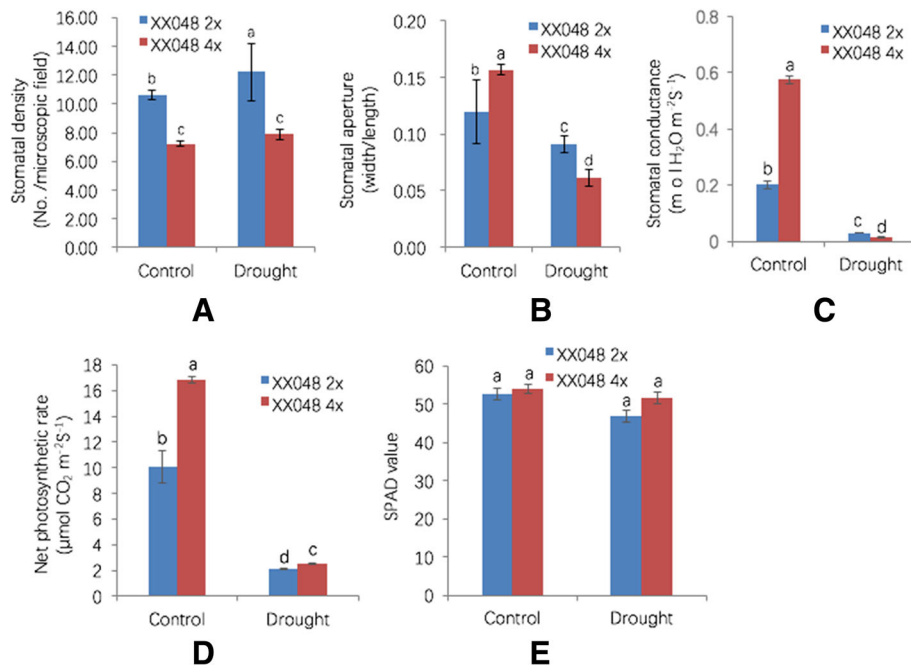 XX048 2x
XX048 4x
Stomatal density
(No. /microscopic field)
16.00
14.00
12.00
10.00
8.00
6.00
4.00
2.00
0.00
b
c
a
c
Control
Drought
A
XX048 2x
XX048 4x
Stomatal aperture
(width/length)
0.20
0.15
0.10
0.05
0.00
b
a
c
d
Control
Drought
B
XX048 2x
XX048 4x
Stomatal conductance
(m o l H₂O m⁻²S⁻¹)
0.8
0.6
0.4
0.2
0
b
a
c
d
Control
Drought
C
XX048 2x
XX048 4x
Net photosynthetic rate
(μmol CO₂ m⁻²S⁻¹)
18
16
14
12
10
8
6
4
2
0
b
a
d
c
Control
Drought
D
XX048 2x
XX048 4x
SPAD value
60
50
40
30
20
10
0
a
a
a
a
Control
Drought
E